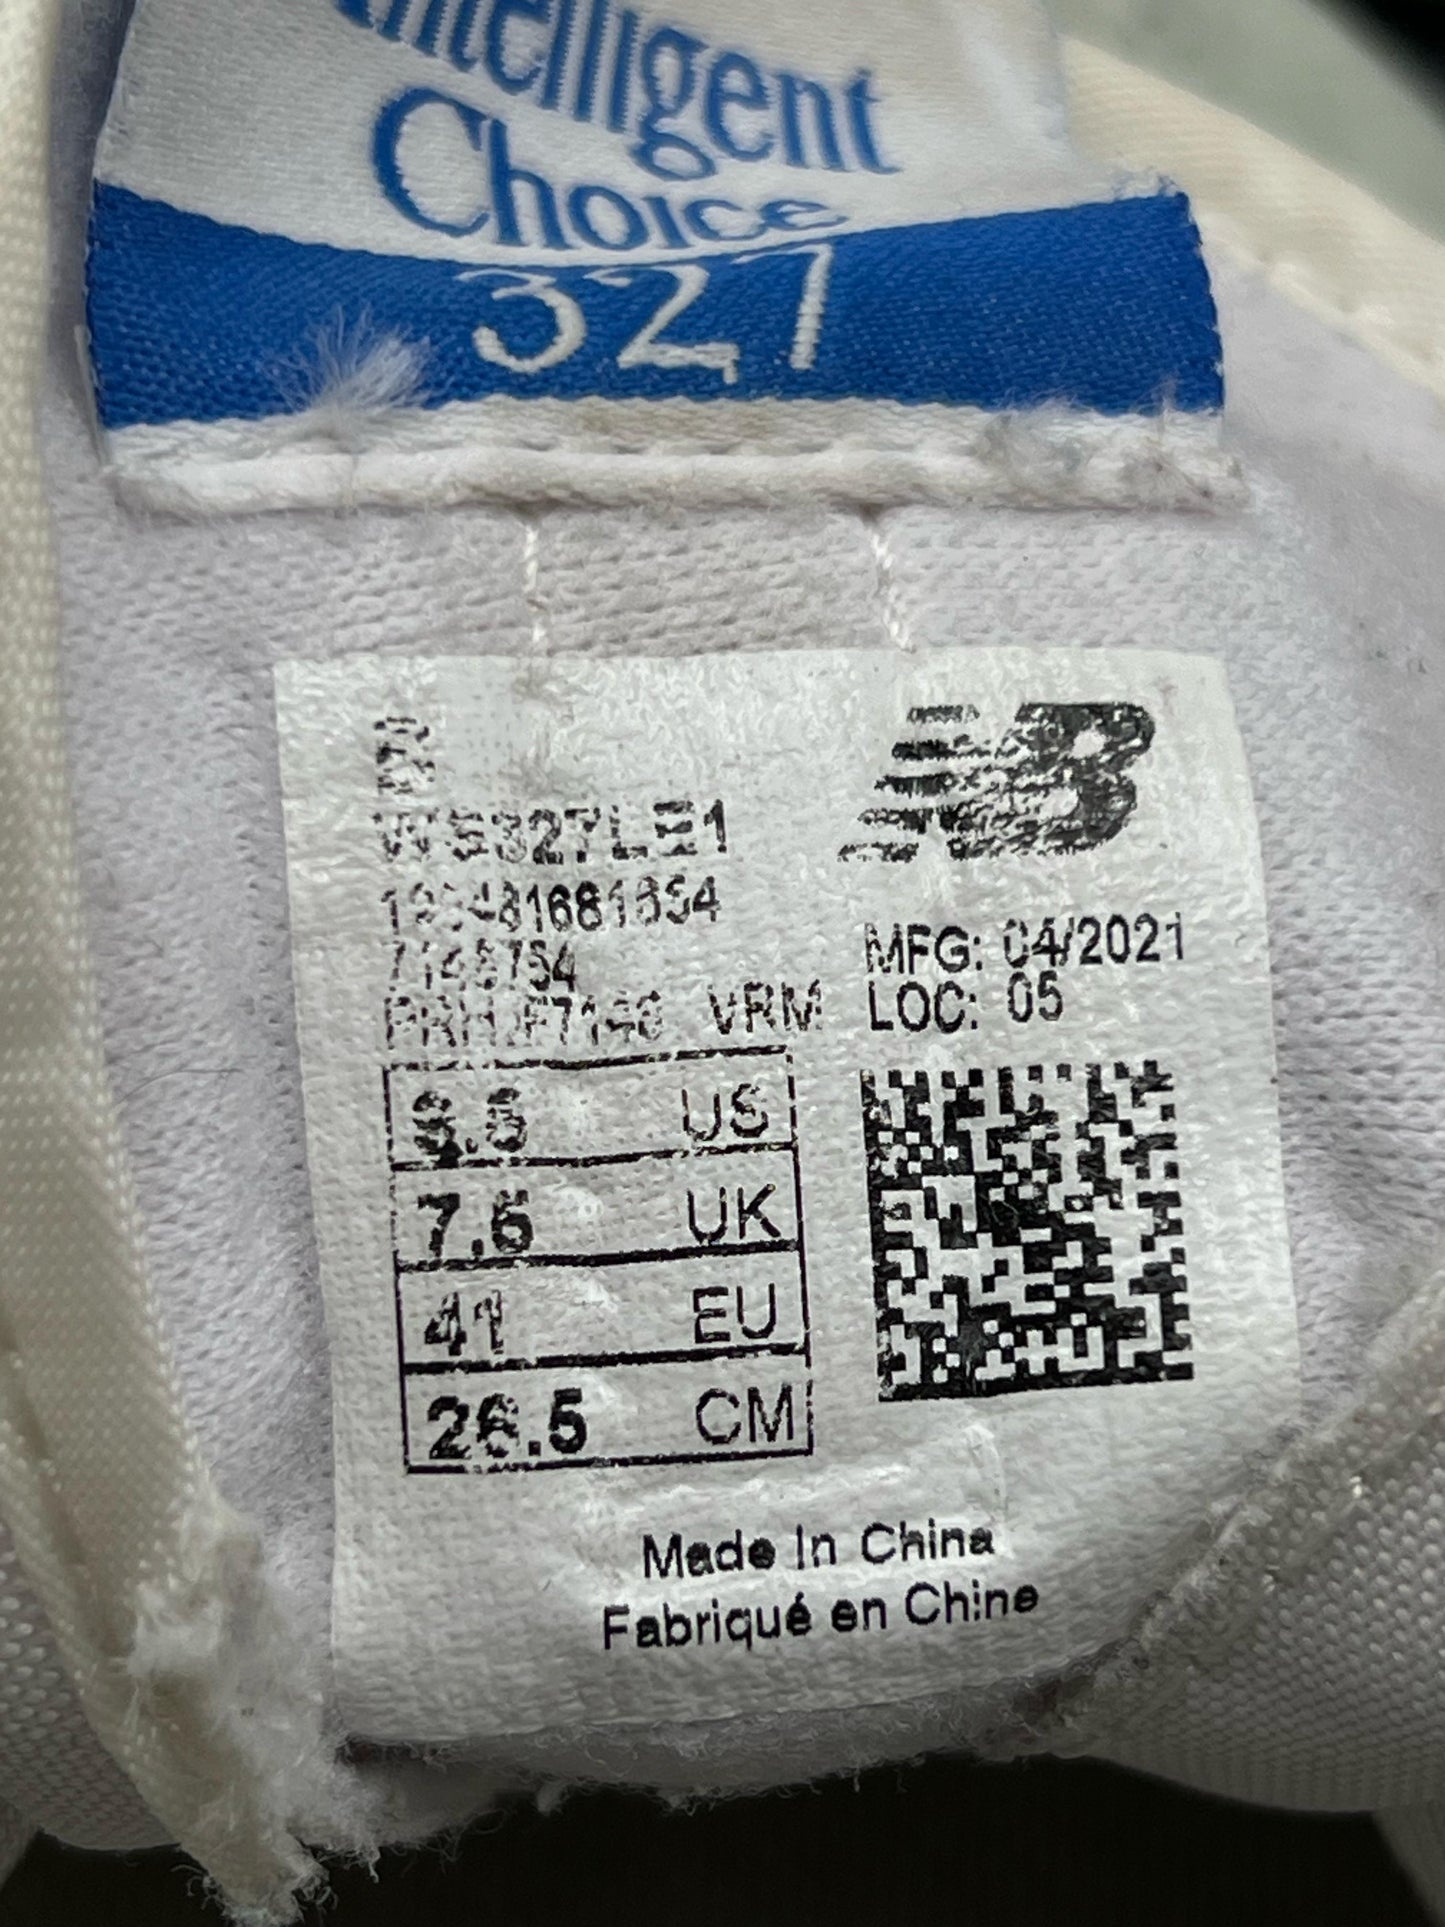 Intelligent
Choice
327
WS327LE1
VRM
MFG: 04/2021
LOC: 05
US
7.5 UK
41 EU
26.5 CM
Made In China
Fabriqué en Chine